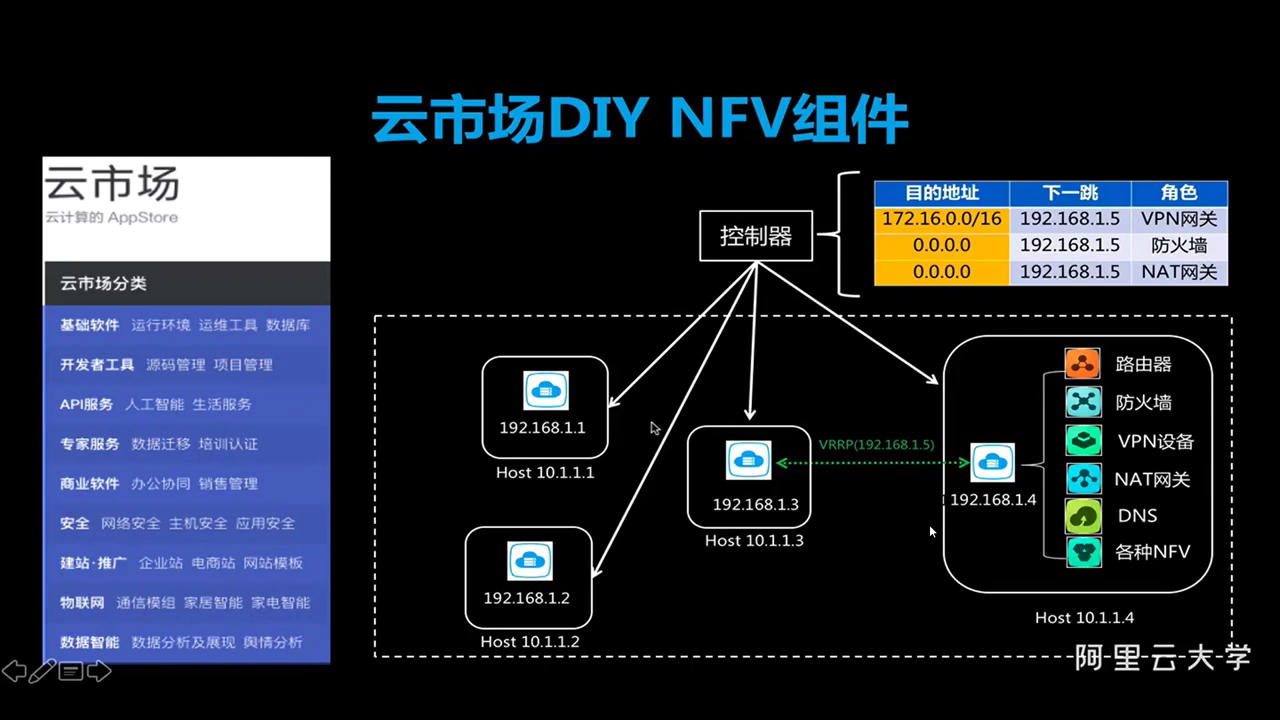 云市场DIY NFV组件
云市场
云计算的 AppStore
云市场分类
基础软件 运行环境 运维工具 数据库
开发者工具 源码管理 项目管理
API服务 人工智能 生活服务
专家服务 数据迁移 培训认证
商业软件 办公协同 销售管理
安全 网络安全 主机安全 应用安全
建站·推广 企业站 电商站 网站模板
物联网 通信模组 家居智能 家电智能
数据智能 数据分析及展现 舆情分析
控制器
目的地址 下一跳 角色
172.16.0.0/16 192.168.1.5 VPN网关
0.0.0.0 192.168.1.5 防火墙
0.0.0.0 192.168.1.5 NAT网关
192.168.1.1
Host 10.1.1.1
192.168.1.2
Host 10.1.1.2
192.168.1.3
Host 10.1.1.3
VRRP(192.168.1.5)
192.168.1.4
路由器
防火墙
VPN设备
NAT网关
DNS
各种NFV
Host 10.1.1.4
阿里云大学